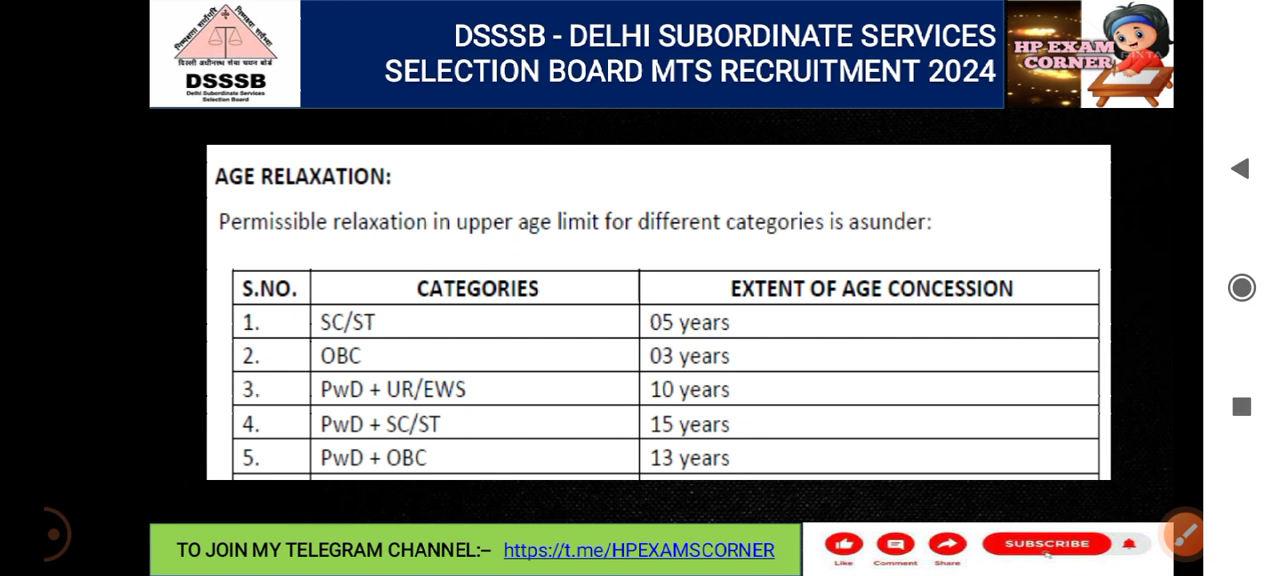 DSSSB - DELHI SUBORDINATE SERVICES
SELECTION BOARD MTS RECRUITMENT 2024
दिल्ली अधीनस्थ सेवा चयन बोर्ड
DSSSB
Delhi Subordinate Services
Selection Board
HP EXAM
CORNER
AGE RELAXATION:
Permissible relaxation in upper age limit for different categories is asunder:
S.NO. CATEGORIES EXTENT OF AGE CONCESSION
1. SC/ST 05 years
2. OBC 03 years
3. PwD + UR/EWS 10 years
4. PwD + SC/ST 15 years
5. PwD + OBC 13 years
TO JOIN MY TELEGRAM CHANNEL:– https://t.me/HPEXAMSCORNER
Like Comment Share SUBSCRIBE